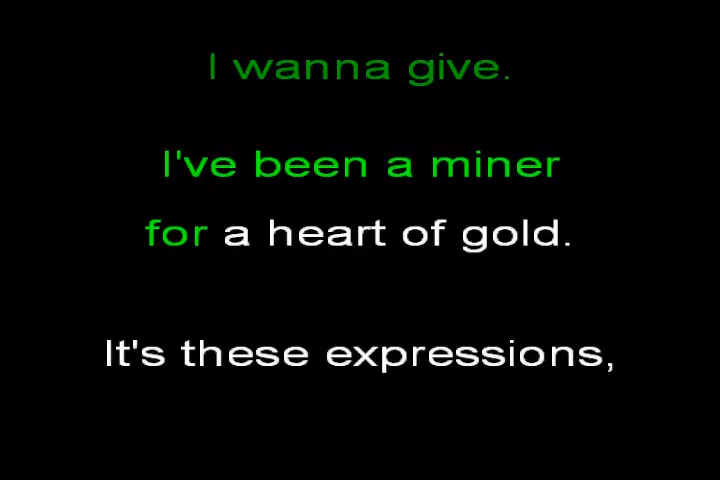 I wanna give.
I've been a miner
for a heart of gold.
It's these expressions,